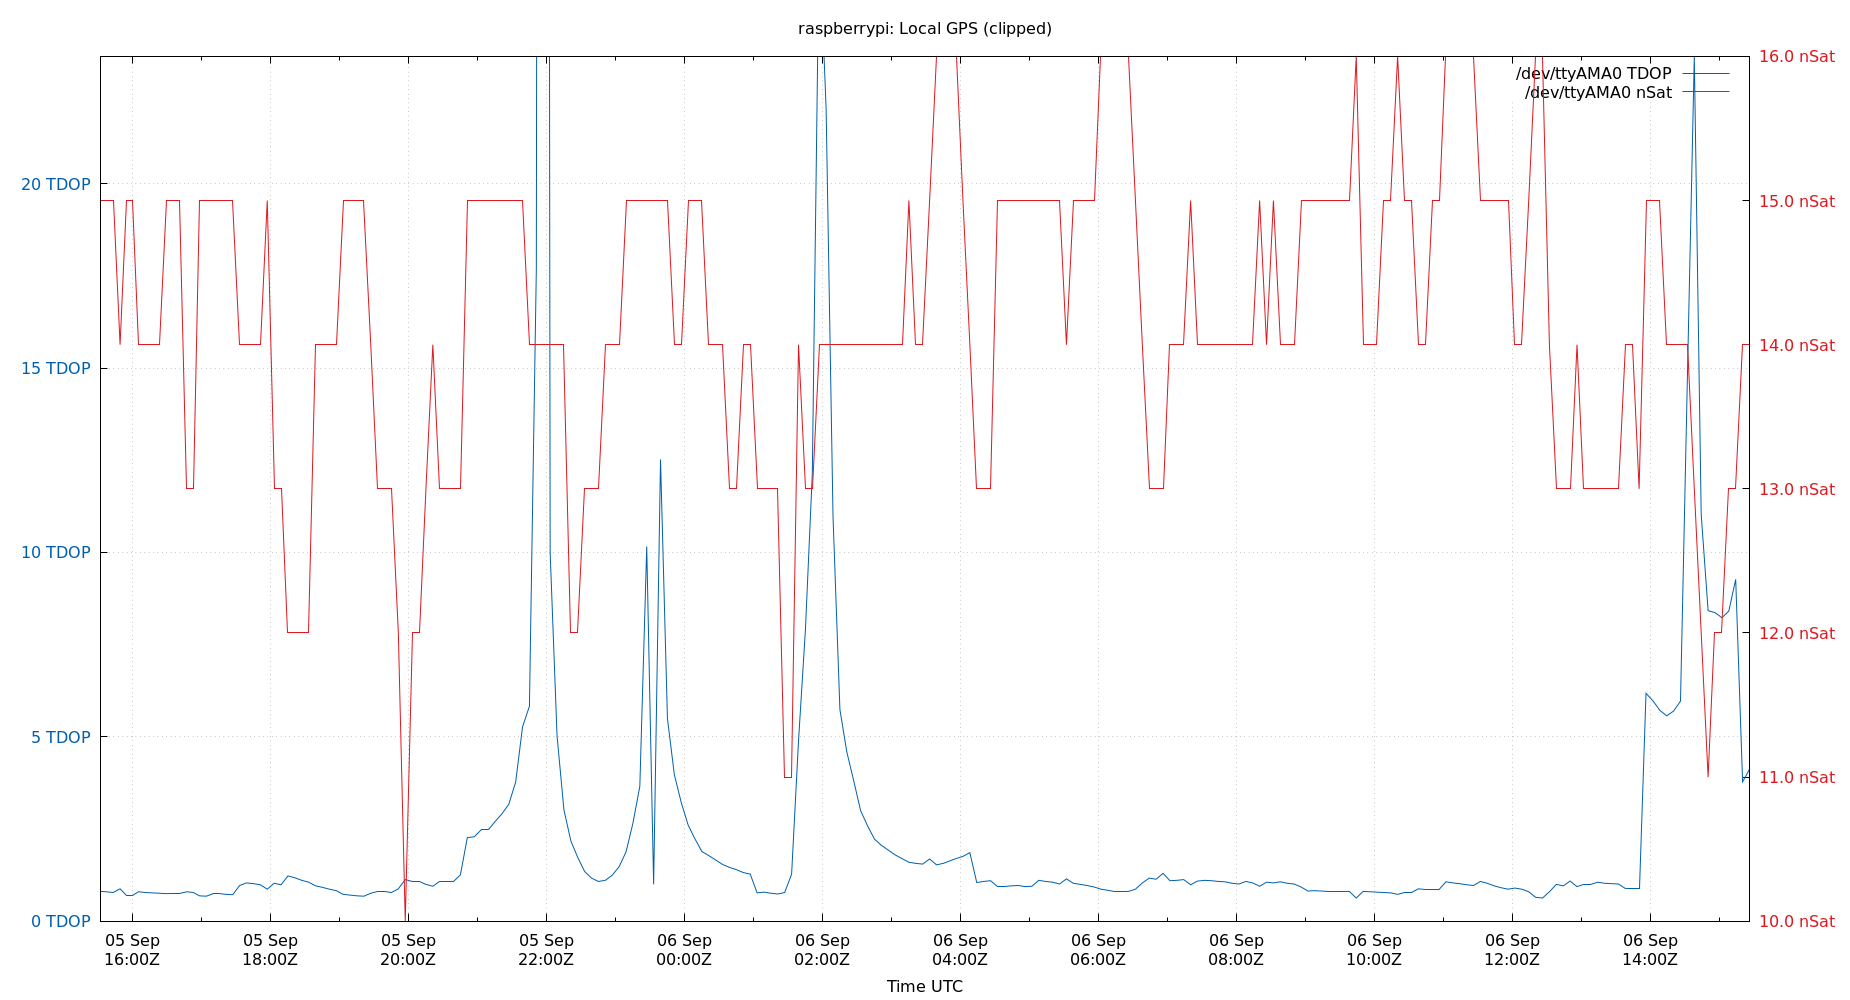 raspberrypi: Local GPS (clipped)
16.0 nSat
/dev/ttyAMA0 TDOP
/dev/ttyAMA0 nSat
20 TDOP
15.0 nSat
15 TDOP
14.0 nSat
13.0 nSat
10 TDOP
12.0 nSat
5 TDOP
11.0 nSat
0 TDOP
10.0 nSat
05 Sep 05 Sep 05 Sep 05 Sep 06 Sep 06 Sep 06 Sep 06 Sep 06 Sep 06 Sep 06 Sep 06 Sep
16:00Z 18:00Z 20:00Z 22:00Z 00:00Z 02:00Z 04:00Z 06:00Z 08:00Z 10:00Z 12:00Z 14:00Z
Time UTC